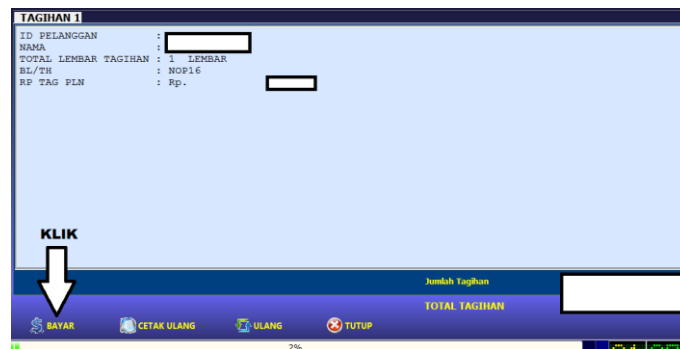 TAGIHAN 1
ID PELANGGAN :
NAMA :
TOTAL LEMBAR TAGIHAN : 1 LEMBAR
BL/TH : NOP16
RP TAG PLN : Rp.
KLIK
Jumlah Tagihan
TOTAL TAGIHAN
BAYAR CETAK ULANG ULANG TUTUP
2%